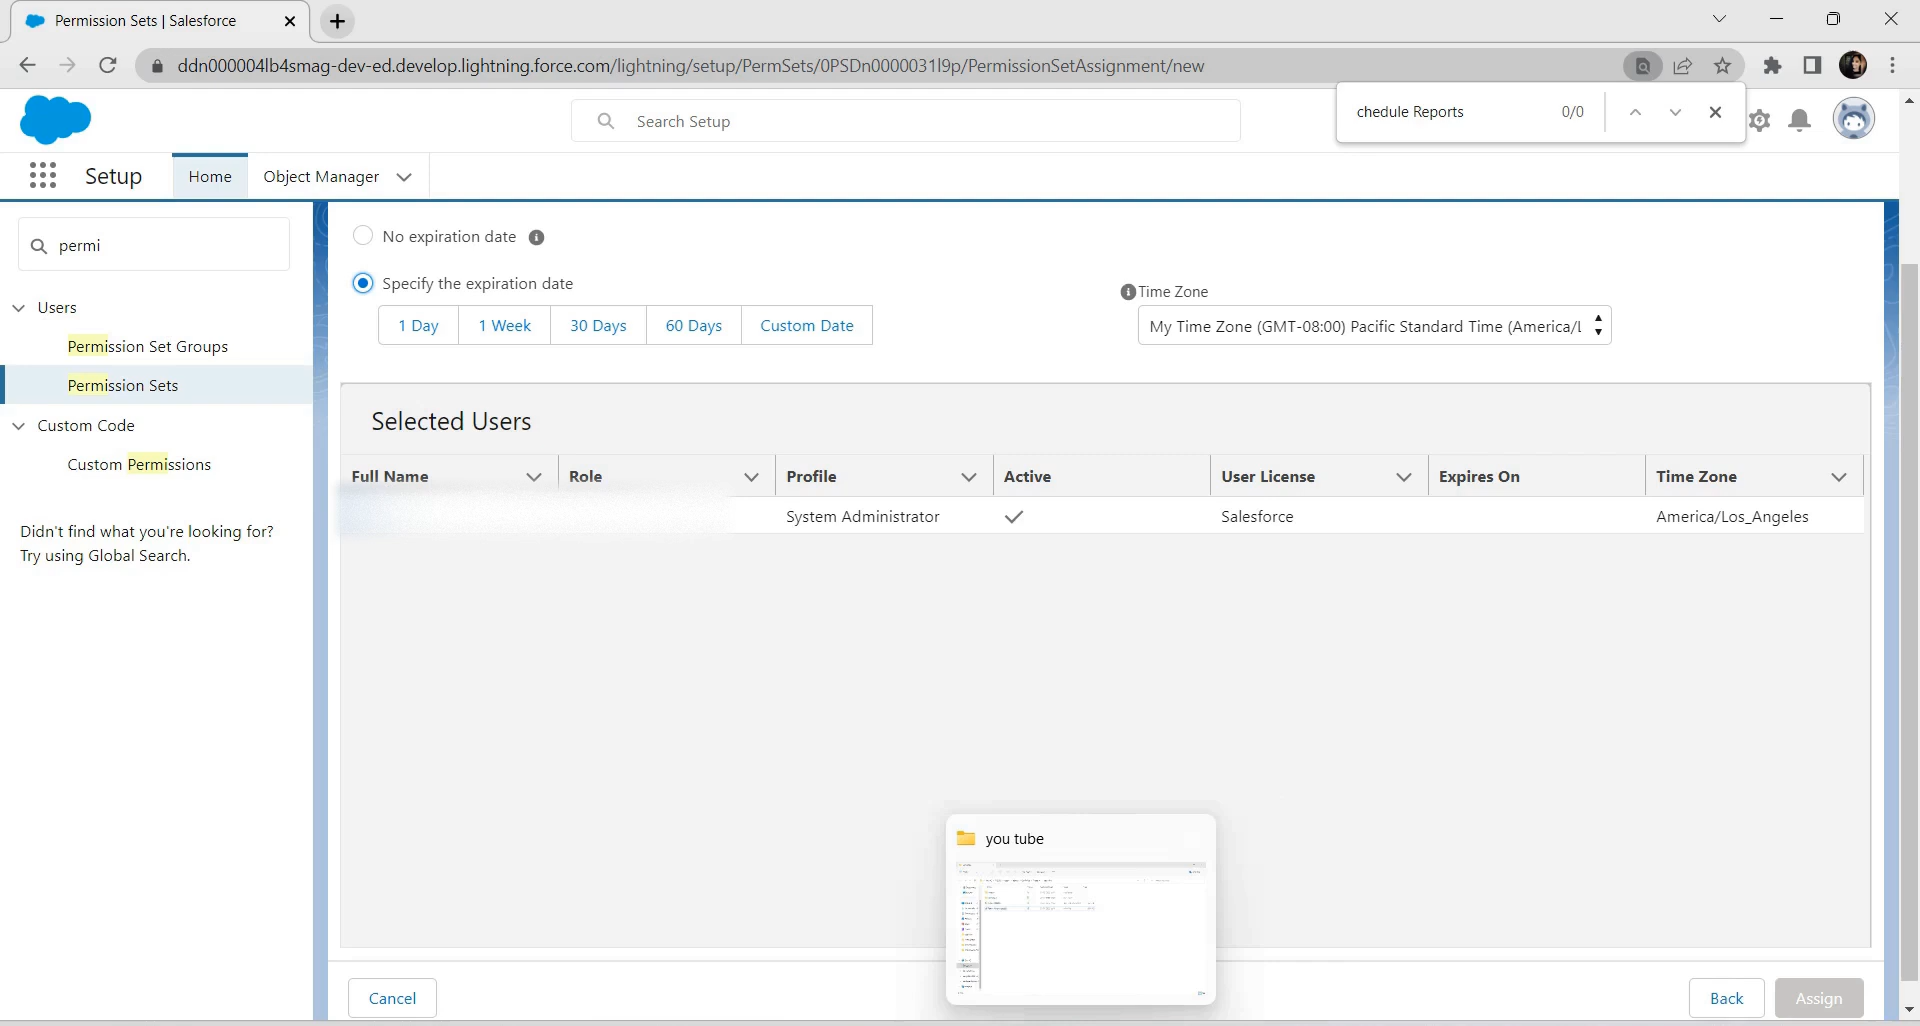 Permission Sets | Salesforce
ddn000004lb4smag-dev-ed.develop.lightning.force.com/lightning/setup/PermSets/0PSDn0000031l9p/PermissionSetAssignment/new
chedule Reports 0/0
Search Setup
Setup Home Object Manager
permi
Users
Permission Set Groups
Permission Sets
Custom Code
Custom Permissions
Didn't find what you're looking for?
Try using Global Search.
No expiration date
Specify the expiration date
1 Day 1 Week 30 Days 60 Days Custom Date
Time Zone
My Time Zone (GMT-08:00) Pacific Standard Time (America/L
Selected Users
Full Name Role Profile Active User License Expires On Time Zone
System Administrator Salesforce America/Los_Angeles
you tube
Cancel Back Assign